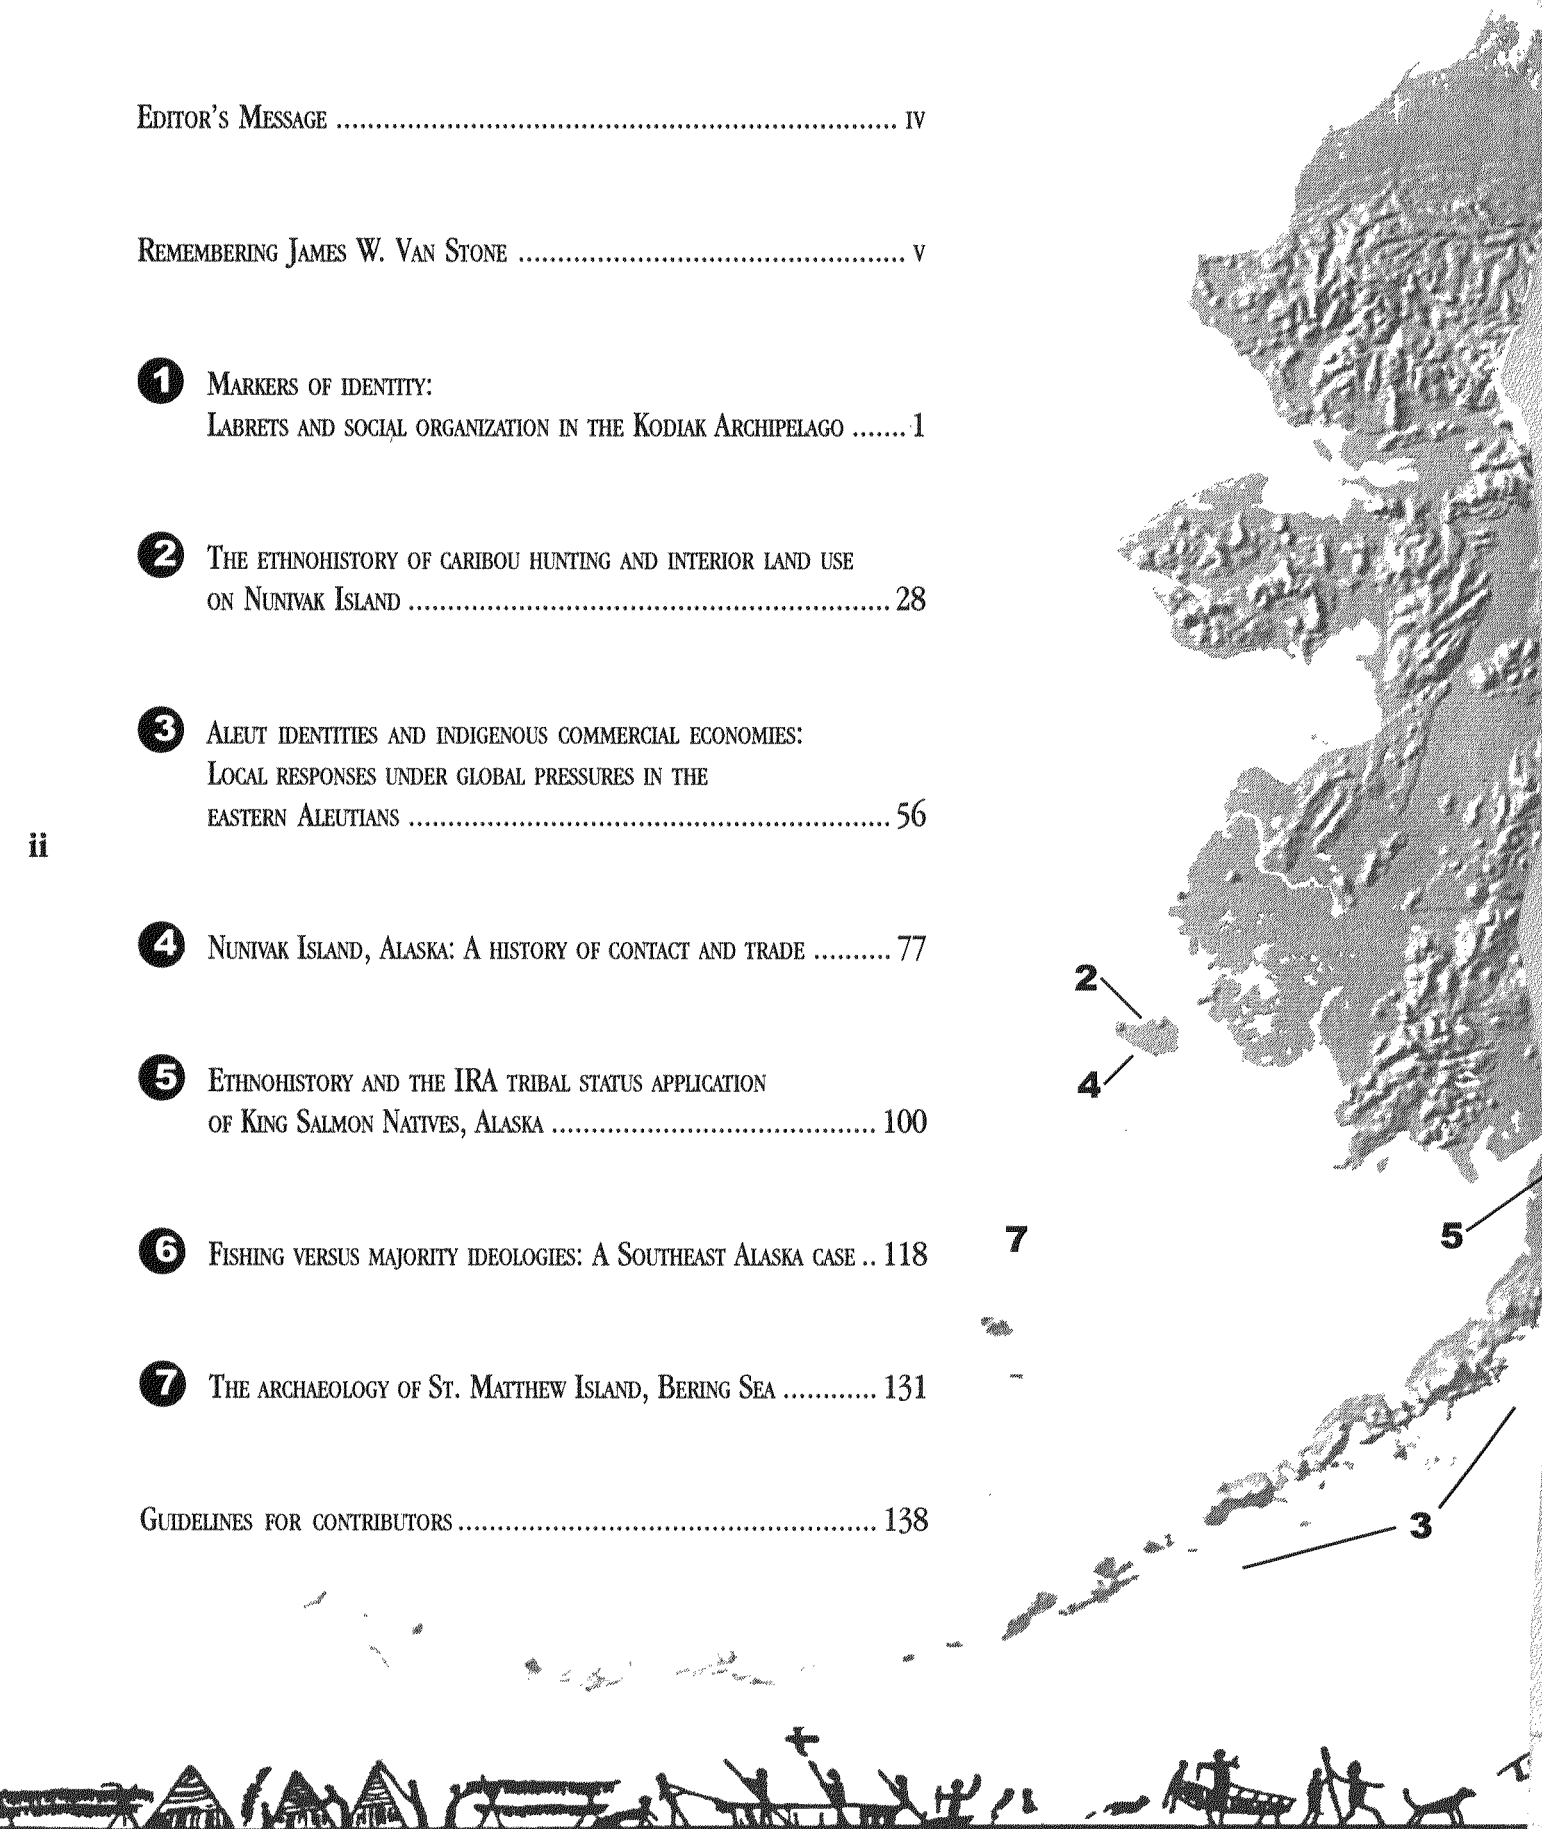 Editor's Message ........................................................................ iv
Remembering James W. Van Stone ................................................. v
1 Markers of identity:
Labrets and social organization in the Kodiak Archipelago ....... 1
2 The ethnohistory of caribou hunting and interior land use
on Nunivak Island ............................................................. 28
3 Aleut identities and indigenous commercial economies:
Local responses under global pressures in the
eastern Aleutians ............................................................. 56
ii
4 Nunivak Island, Alaska: A history of contact and trade .......... 77
5 Ethnohistory and the IRA tribal status application
of King Salmon Natives, Alaska ......................................... 100
6 Fishing versus majority ideologies: A Southeast Alaska case .. 118
7 The archaeology of St. Matthew Island, Bering Sea ............ 131
Guidelines for contributors ..................................................... 138
2
4
7
5
3